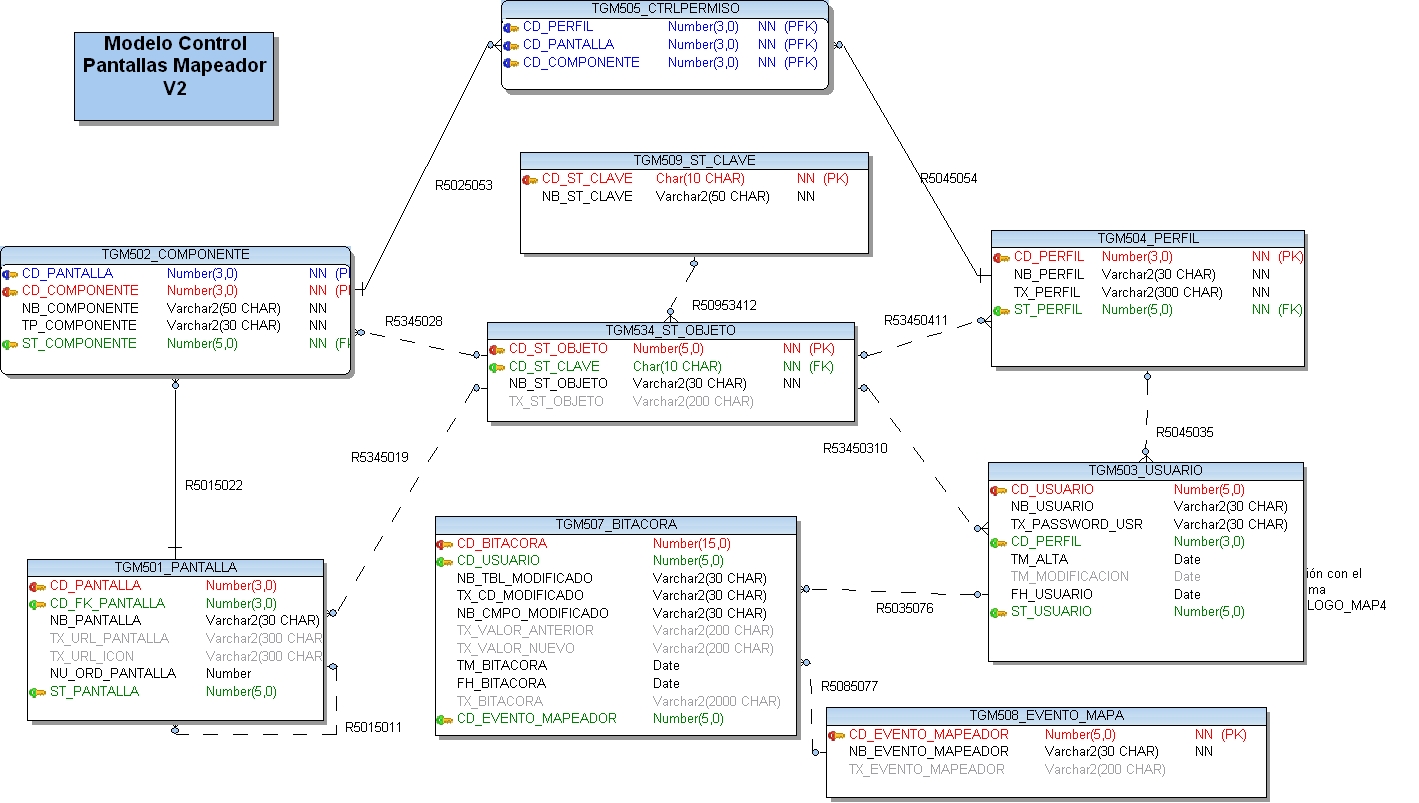 Modelo Control
Pantallas Mapeador
V2
TGM505_CTRLPERMISO
CD_PERFIL Number(3,0) NN (PFK)
CD_PANTALLA Number(3,0) NN (PFK)
CD_COMPONENTE Number(3,0) NN (PFK)
R5025053
R5045054
TGM509_ST_CLAVE
CD_ST_CLAVE Char(10 CHAR) NN (PK)
NB_ST_CLAVE Varchar2(50 CHAR) NN
TGM502_COMPONENTE
CD_PANTALLA Number(3,0) NN
CD_COMPONENTE Number(3,0) NN
NB_COMPONENTE Varchar2(50 CHAR) NN
TP_COMPONENTE Varchar2(30 CHAR) NN
ST_COMPONENTE Number(5,0) NN
TGM504_PERFIL
CD_PERFIL Number(3,0) NN (PK)
NB_PERFIL Varchar2(30 CHAR) NN
TX_PERFIL Varchar2(300 CHAR) NN
ST_PERFIL Number(5,0) NN (FK)
R50953412
R5345028
R53450411
TGM534_ST_OBJETO
CD_ST_OBJETO Number(5,0) NN (PK)
CD_ST_CLAVE Char(10 CHAR) NN (FK)
NB_ST_OBJETO Varchar2(30 CHAR) NN
TX_ST_OBJETO Varchar2(200 CHAR)
R5045035
R5345019
R53450310
R5015022
TGM503_USUARIO
CD_USUARIO Number(5,0)
NB_USUARIO Varchar2(30 CHAR)
TX_PASSWORD_USR Varchar2(30 CHAR)
CD_PERFIL Number(3,0)
TM_ALTA Date
TM_MODIFICACION Date
FH_USUARIO Date
ST_USUARIO Number(5,0)
ión con el
ma
LOGO_MAP4
TGM507_BITACORA
CD_BITACORA Number(15,0)
CD_USUARIO Number(5,0)
NB_TBL_MODIFICADO Varchar2(30 CHAR)
TX_CD_MODIFICADO Varchar2(30 CHAR)
NB_CMPO_MODIFICADO Varchar2(30 CHAR)
TX_VALOR_ANTERIOR Varchar2(200 CHAR)
TX_VALOR_NUEVO Varchar2(200 CHAR)
TM_BITACORA Date
FH_BITACORA Date
TX_BITACORA Varchar2(2000 CHAR)
CD_EVENTO_MAPEADOR Number(5,0)
R5035076
TGM501_PANTALLA
CD_PANTALLA Number(3,0)
CD_FK_PANTALLA Number(3,0)
NB_PANTALLA Varchar2(30 CHAR)
TX_URL_PANTALLA Varchar2(300 CHAR
TX_URL_ICON Varchar2(300 CHAR
NU_ORD_PANTALLA Number
ST_PANTALLA Number(5,0)
R5015011
R5085077
TGM508_EVENTO_MAPA
CD_EVENTO_MAPEADOR Number(5,0) NN (PK)
NB_EVENTO_MAPEADOR Varchar2(30 CHAR) NN
TX_EVENTO_MAPEADOR Varchar2(200 CHAR)